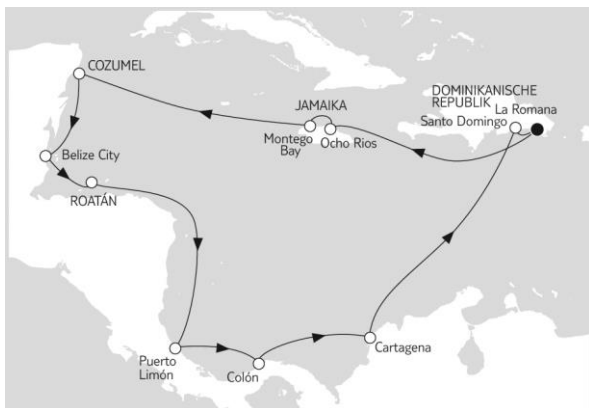 COZUMEL
DOMINIKANISCHE
REPUBLIK
La Romana
Santo Domingo
JAMAIKA
Montego
Bay
Ocho Rios
Belize City
ROATÁN
Puerto
Limón
Colón
Cartagena